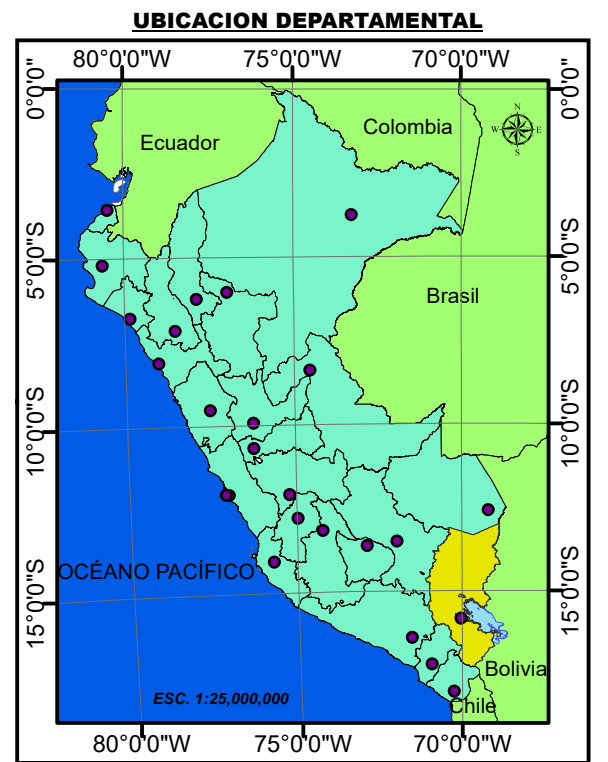 UBICACION DEPARTAMENTAL
80°0'0"W 75°0'0"W 70°0'0"W
0°0'0" 0°0'0"
N
W E
S
Colombia
Ecuador
5°0'0"S 5°0'0"S
Brasil
10°0'0"S 10°0'0"S
OCÉANO PACÍFICO
15°0'0"S 15°0'0"S
Bolivia
ESC. 1:25,000,000
Chile
80°0'0"W 75°0'0"W 70°0'0"W